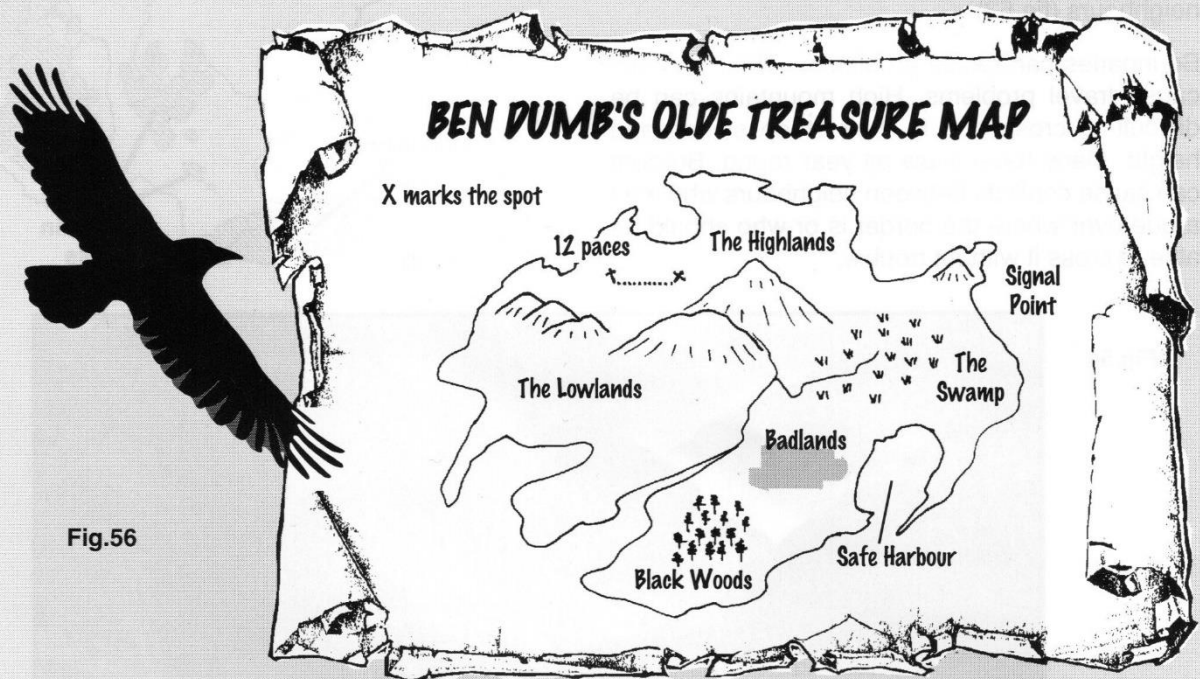 BEN DUMB'S OLDE TREASURE MAP
X marks the spot
12 paces
The Highlands
Signal
Point
The Lowlands
The
Swamp
Badlands
Black Woods
Safe Harbour
Fig.56